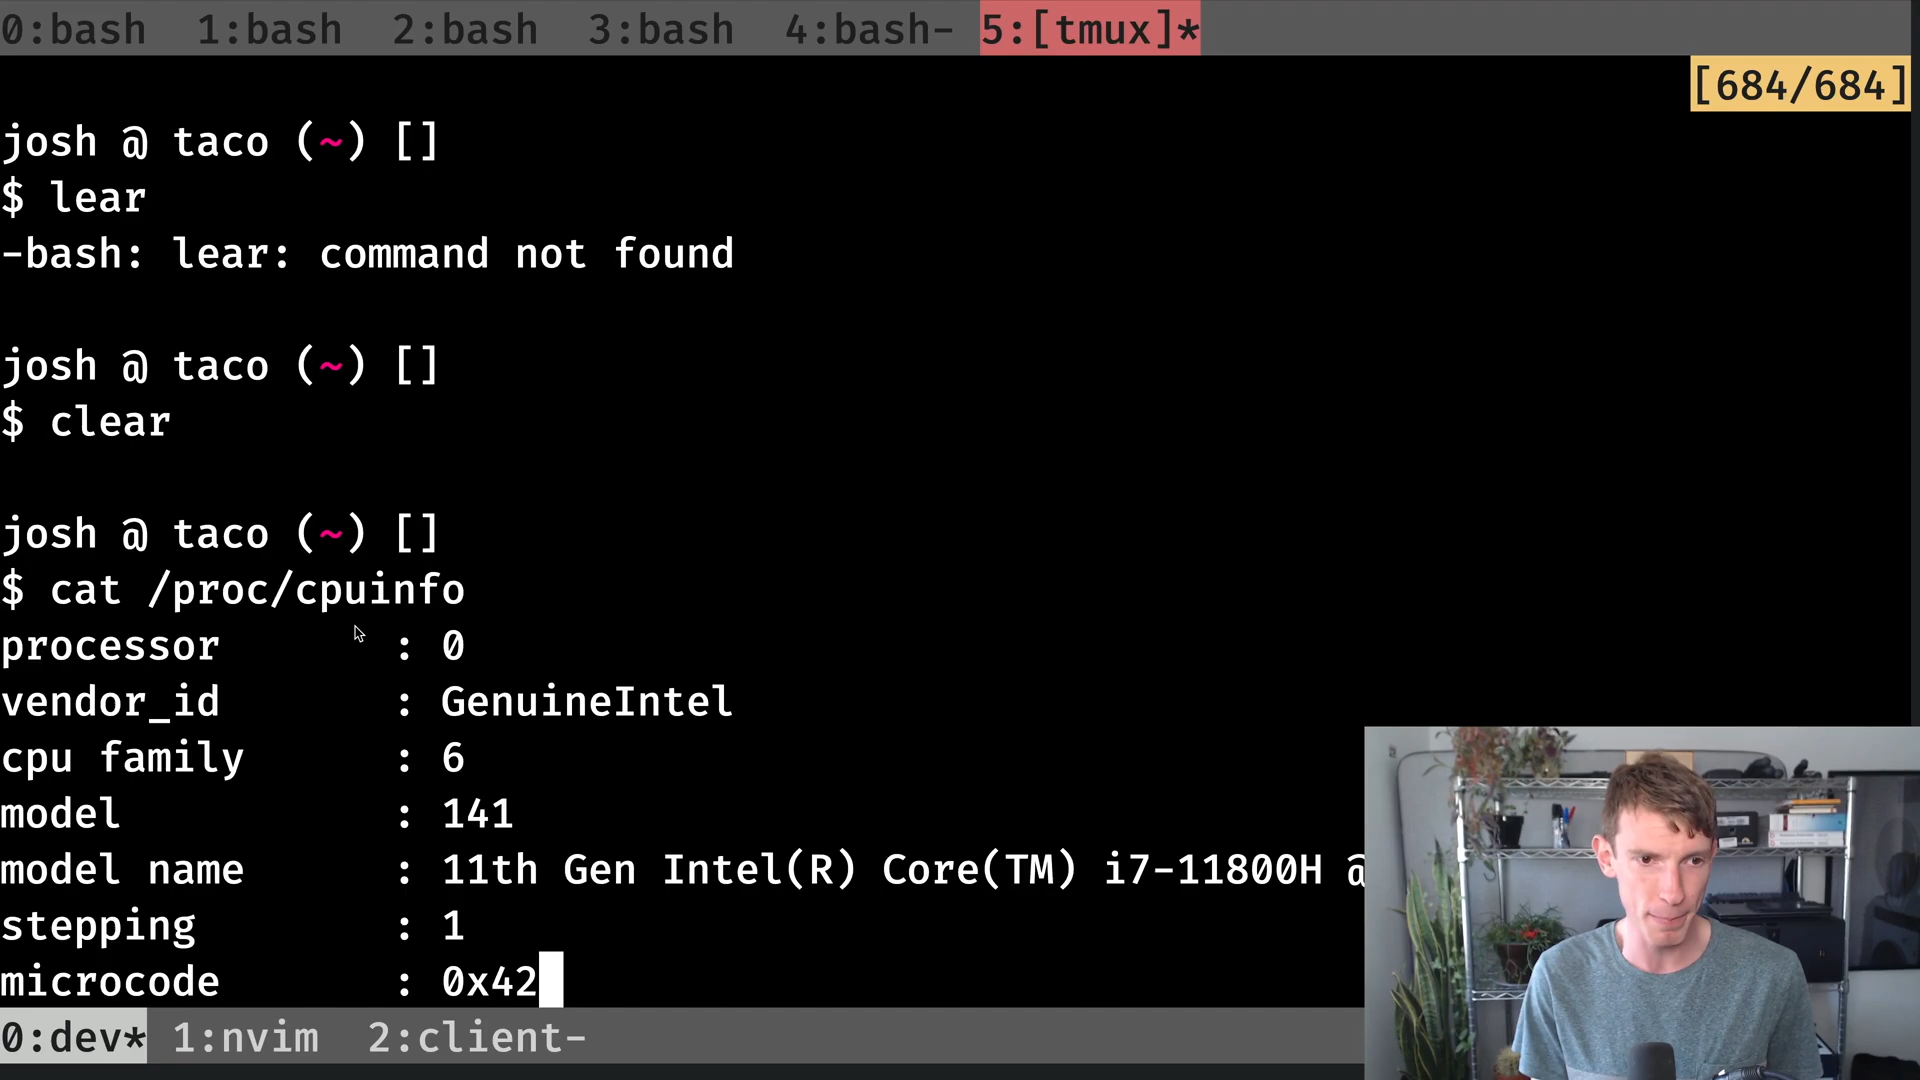 0:bash 1:bash 2:bash 3:bash 4:bash- 5:[tmux]*
[684/684]
josh @ taco (~) []
$ lear
-bash: lear: command not found
josh @ taco (~) []
$ clear
josh @ taco (~) []
$ cat /proc/cpuinfo
processor : 0
vendor_id : GenuineIntel
cpu family : 6
model : 141
model name : 11th Gen Intel(R) Core(TM) i7-11800H @
stepping : 1
microcode : 0x42
0:dev* 1:nvim 2:client-